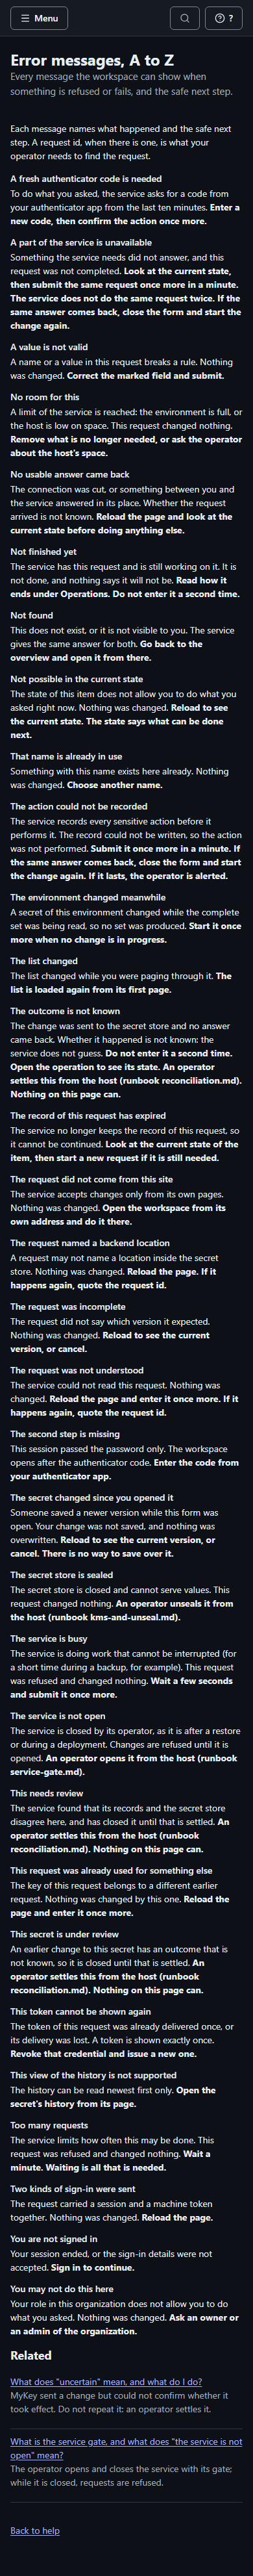 Menu
?
Error messages, A to Z
Every message the workspace can show when
something is refused or fails, and the safe next
step.
Each message names what happened and the safe next
step. A request id, when there is one, is what your
operator needs to find the request.
A fresh authenticator code is needed
To do what you asked, the service asks for a code from
your authenticator app from the last ten minutes. Enter a
new code, then confirm the action once more.
A part of the service is unavailable
Something the service needs did not answer, and this
request was not completed. Look at the current state,
then submit the same request once more in a minute.
The service does not do the same request twice. If the
same answer comes back, close the form and start the
change again.
A value is not valid
A name or a value in this request breaks a rule. Nothing
was changed. Correct the marked field and submit.
No room for this
A limit of the service is reached: the environment is full, or
the host is low on space. This request changed nothing.
Remove what is no longer needed, or ask the operator
about the host's space.
No usable answer came back
The connection was cut, or something between you and
the service answered in its place. Whether the request
arrived is not known. Reload the page and look at the
current state before doing anything else.
Not finished yet
The service has this request and is still working on it. It is
not done, and nothing says it will not be. Read how it
ends under Operations. Do not enter it a second time.
Not found
This does not exist, or it is not visible to you. The service
gives the same answer for both. Go back to the
overview and open it from there.
Not possible in the current state
The state of this item does not allow you to do what you
asked right now. Nothing was changed. Reload to see
the current state. The state says what can be done
next.
That name is already in use
Something with this name exists here already. Nothing
was changed. Choose another name.
The action could not be recorded
The service records every sensitive action before it
performs it. The record could not be written, so the action
was not performed. Submit it once more in a minute. If
the same answer comes back, close the form and start
the change again. If it lasts, the operator is alerted.
The environment changed meanwhile
A secret of this environment changed while the complete
set was being read, so no set was produced. Start it once
more when no change is in progress.
The list changed
The list changed while you were paging through it. The
list is loaded again from its first page.
The outcome is not known
The change was sent to the secret store and no answer
came back. Whether it happened is not known: the
service does not guess. Do not enter it a second time.
Open the operation to see its state. An operator
settles this from the host (runbook reconciliation.md).
Nothing on this page can.
The record of this request has expired
The service no longer keeps the record of this request, so
it cannot be continued. Look at the current state of the
item, then start a new request if it is still needed.
The request did not come from this site
The service accepts changes only from its own pages.
Nothing was changed. Open the workspace from its
own address and do it there.
The request named a backend location
A request may not name a location inside the secret
store. Nothing was changed. Reload the page. If it
happens again, quote the request id.
The request was incomplete
The request did not say which version it expected.
Nothing was changed. Reload to see the current
version, or cancel.
The request was not understood
The service could not read this request. Nothing was
changed. Reload the page and enter it once more. If it
happens again, quote the request id.
The second step is missing
This session passed the password only. The workspace
opens after the authenticator code. Enter the code from
your authenticator app.
The secret changed since you opened it
Someone saved a newer version while this form was
open. Your change was not saved, and nothing was
overwritten. Reload to see the current version, or
cancel. There is no way to save over it.
The secret store is sealed
The secret store is closed and cannot serve values. This
request changed nothing. An operator unseals it from
the host (runbook kms-and-unseal.md).
The service is busy
The service is doing work that cannot be interrupted (for
a short time during a backup, for example). This request
was refused and changed nothing. Wait a few seconds
and submit it once more.
The service is not open
The service is closed by its operator, as it is after a restore
or during a deployment. Changes are refused until it is
opened. An operator opens it from the host (runbook
service-gate.md).
This needs review
The service found that its records and the secret store
disagree here, and has closed it until that is settled. An
operator settles this from the host (runbook
reconciliation.md). Nothing on this page can.
This request was already used for something else
The key of this request belongs to a different earlier
request. Nothing was changed by this one. Reload the
page and enter it once more.
This secret is under review
An earlier change to this secret has an outcome that is
not known, so it is closed until that is settled. An
operator settles this from the host (runbook
reconciliation.md). Nothing on this page can.
This token cannot be shown again
The token of this request was already delivered once, or
its delivery was lost. A token is shown exactly once.
Revoke that credential and issue a new one.
This view of the history is not supported
The history can be read newest first only. Open the
secret's history from its page.
Too many requests
The service limits how often this may be done. This
request was refused and changed nothing. Wait a
minute. Waiting is all that is needed.
Two kinds of sign-in were sent
The request carried a session and a machine token
together. Nothing was changed. Reload the page.
You are not signed in
Your session ended, or the sign-in details were not
accepted. Sign in to continue.
You may not do this here
Your role in this organization does not allow you to do
what you asked. Nothing was changed. Ask an owner or
an admin of the organization.
Related
What does "uncertain" mean, and what do I do?
MyKey sent a change but could not confirm whether it
took effect. Do not repeat it: an operator settles it.
What is the service gate, and what does "the service is not
open" mean?
The operator opens and closes the service with its gate;
while it is closed, requests are refused.
Back to help